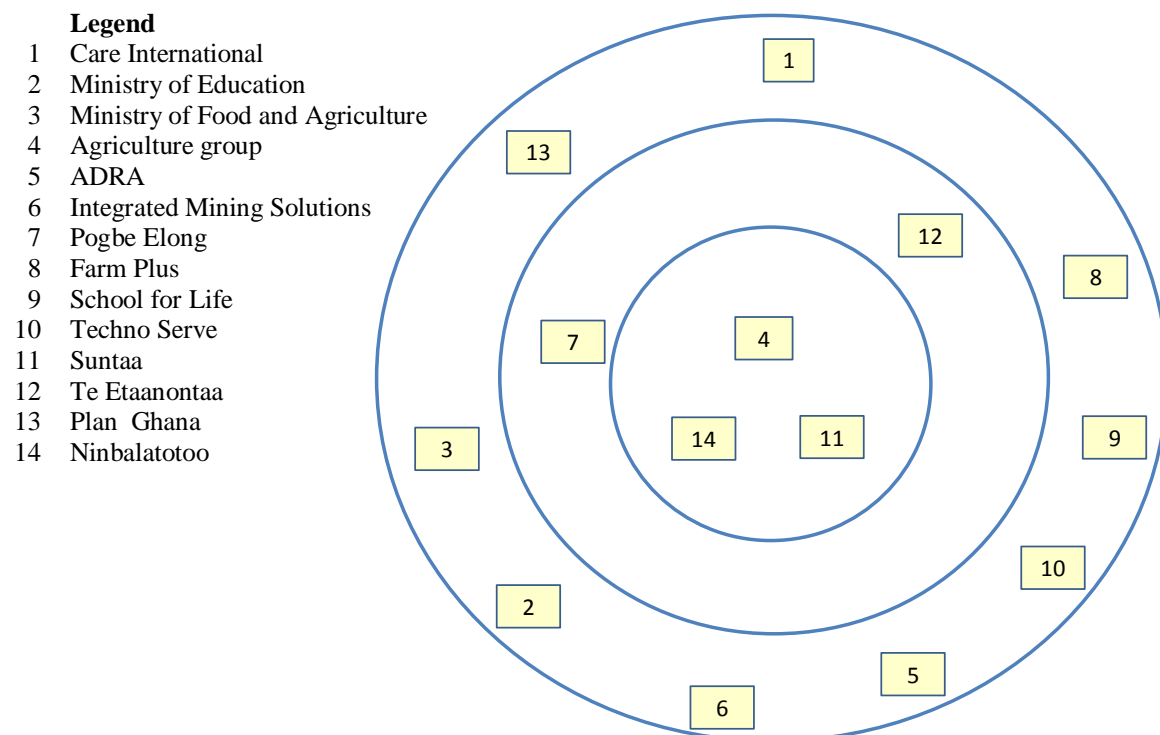 Legend
1 Care International
2 Ministry of Education
3 Ministry of Food and Agriculture
4 Agriculture group
5 ADRA
6 Integrated Mining Solutions
7 Pogbe Elong
8 Farm Plus
9 School for Life
10 Techno Serve
11 Suntaa
12 Te Etaanontaa
13 Plan Ghana
14 Ninbalatotoo
1
13
12
8
7
4
3
14
11
9
10
2
5
6